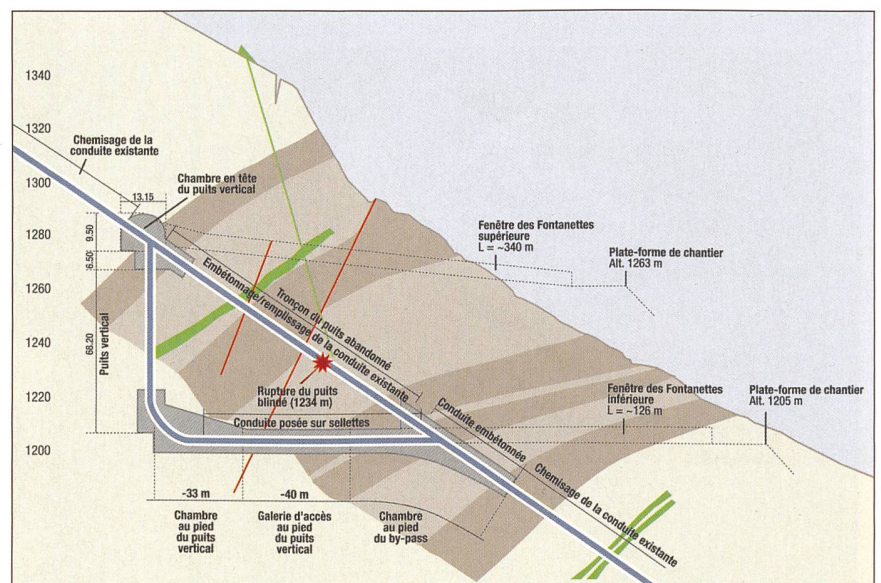 1340
1320
1300
1280
1260
1240
1220
1200
Chemisage de la
conduite existante
Chambre en tête
du puits vertical
13.15
9.50
6.50
68.20
Puits vertical
Fenêtre des Fontanettes
supérieure
L = ~340 m
Plate-forme de chantier
Alt. 1263 m
Tronçon du puits abandonné
Embétonnage/remplissage de la conduite existante
Rupture du puits
blindé (1234 m)
Conduite posée sur sellettes
Conduite embétonnée
Fenêtre des Fontanettes
inférieure
L = ~126 m
Plate-forme de chantier
Alt. 1205 m
Chemisage de la conduite existante
-33 m
-40 m
Chambre
au pied
du puits
vertical
Galerie d'accès
au pied
du puits
vertical
Chambre
au pied
du by-pass